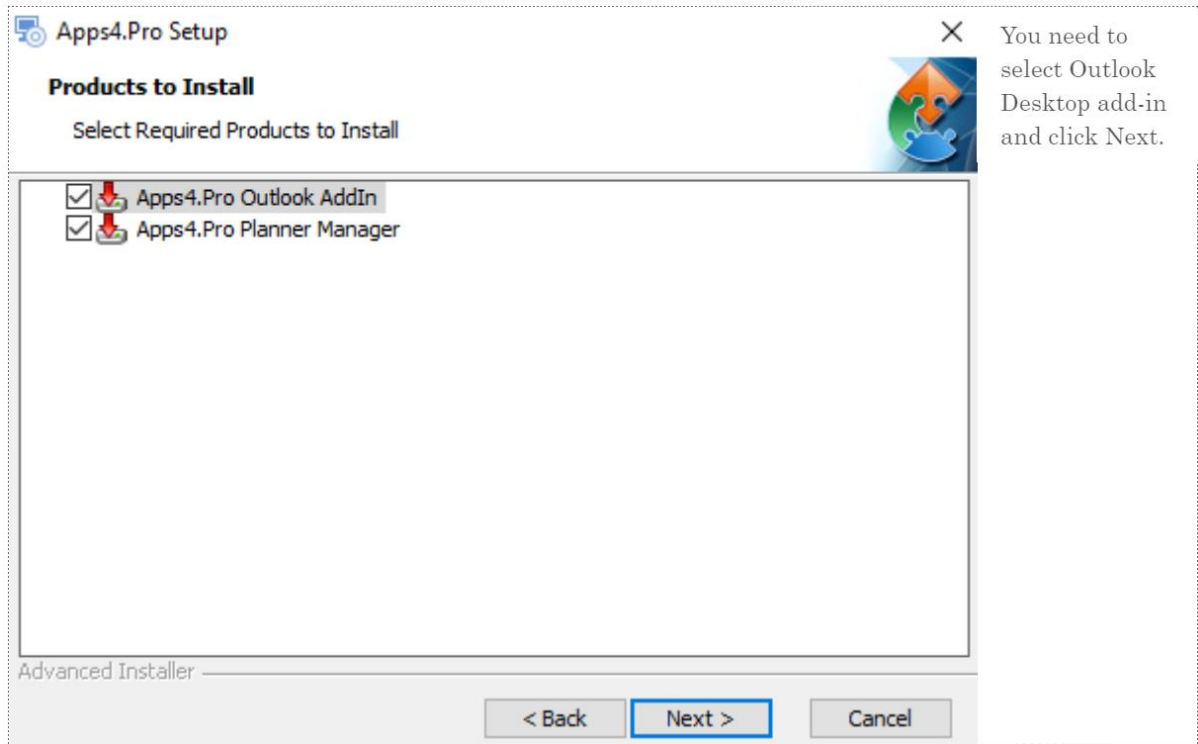 Apps4.Pro Setup
Products to Install
Select Required Products to Install
Apps4.Pro Outlook AddIn
Apps4.Pro Planner Manager
Advanced Installer
< Back
Next >
Cancel
You need to
select Outlook
Desktop add-in
and click Next.